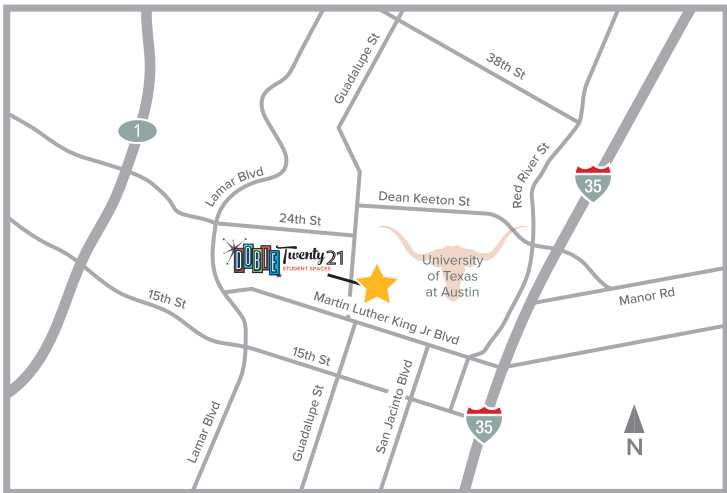 Guadalupe St
38th St
1
Red River St
35
Lamar Blvd
Dean Keeton St
24th St
DOBIE Twenty 21
STUDENT SPACES
University
of Texas
at Austin
15th St
Martin Luther King Jr Blvd
Manor Rd
15th St
Lamar Blvd
Guadalupe St
San Jacinto Blvd
35
N